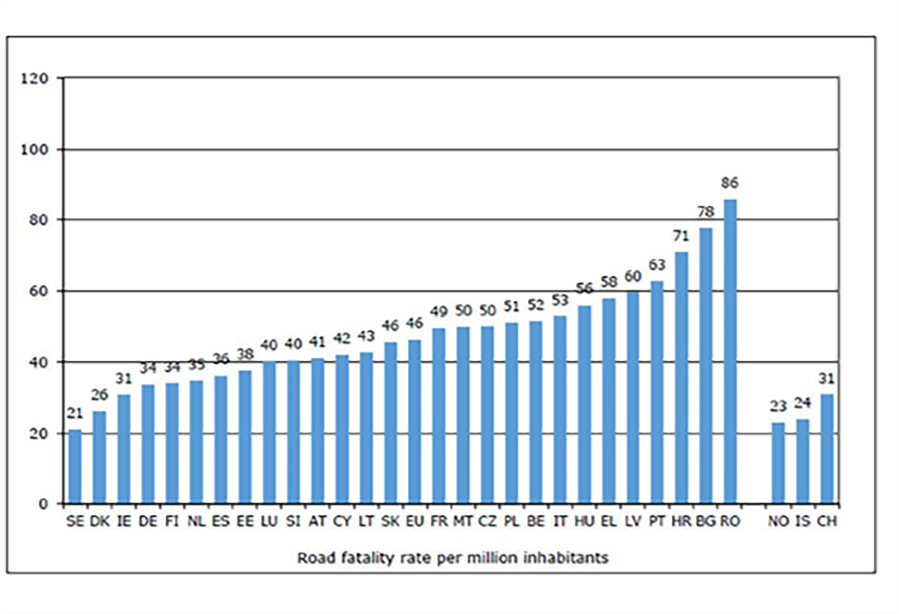 120
100
80
60
40
20
0
21 26 31 34 34 35 36 38 40 40 41 42 43 46 46 49 50 50 51 52 53 56 58 60 63 71 78 86 23 24 31
SE DK IE DE FI NL ES EE LU SI AT CY LT SK EU FR MT CZ PL BE IT HU EL LV PT HR BG RO NO IS CH
Road fatality rate per million inhabitants